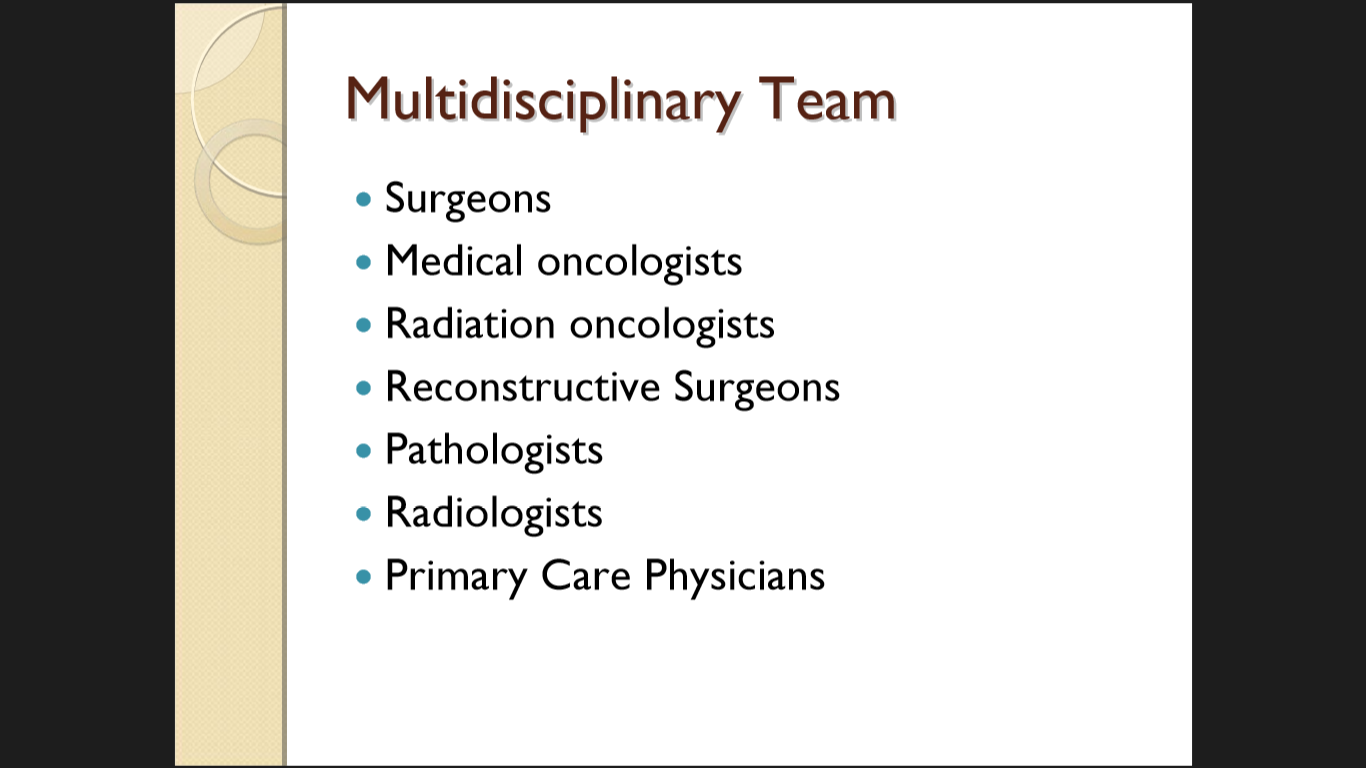 Multidisciplinary Team
• Surgeons
• Medical oncologists
• Radiation oncologists
• Reconstructive Surgeons
• Pathologists
• Radiologists
• Primary Care Physicians